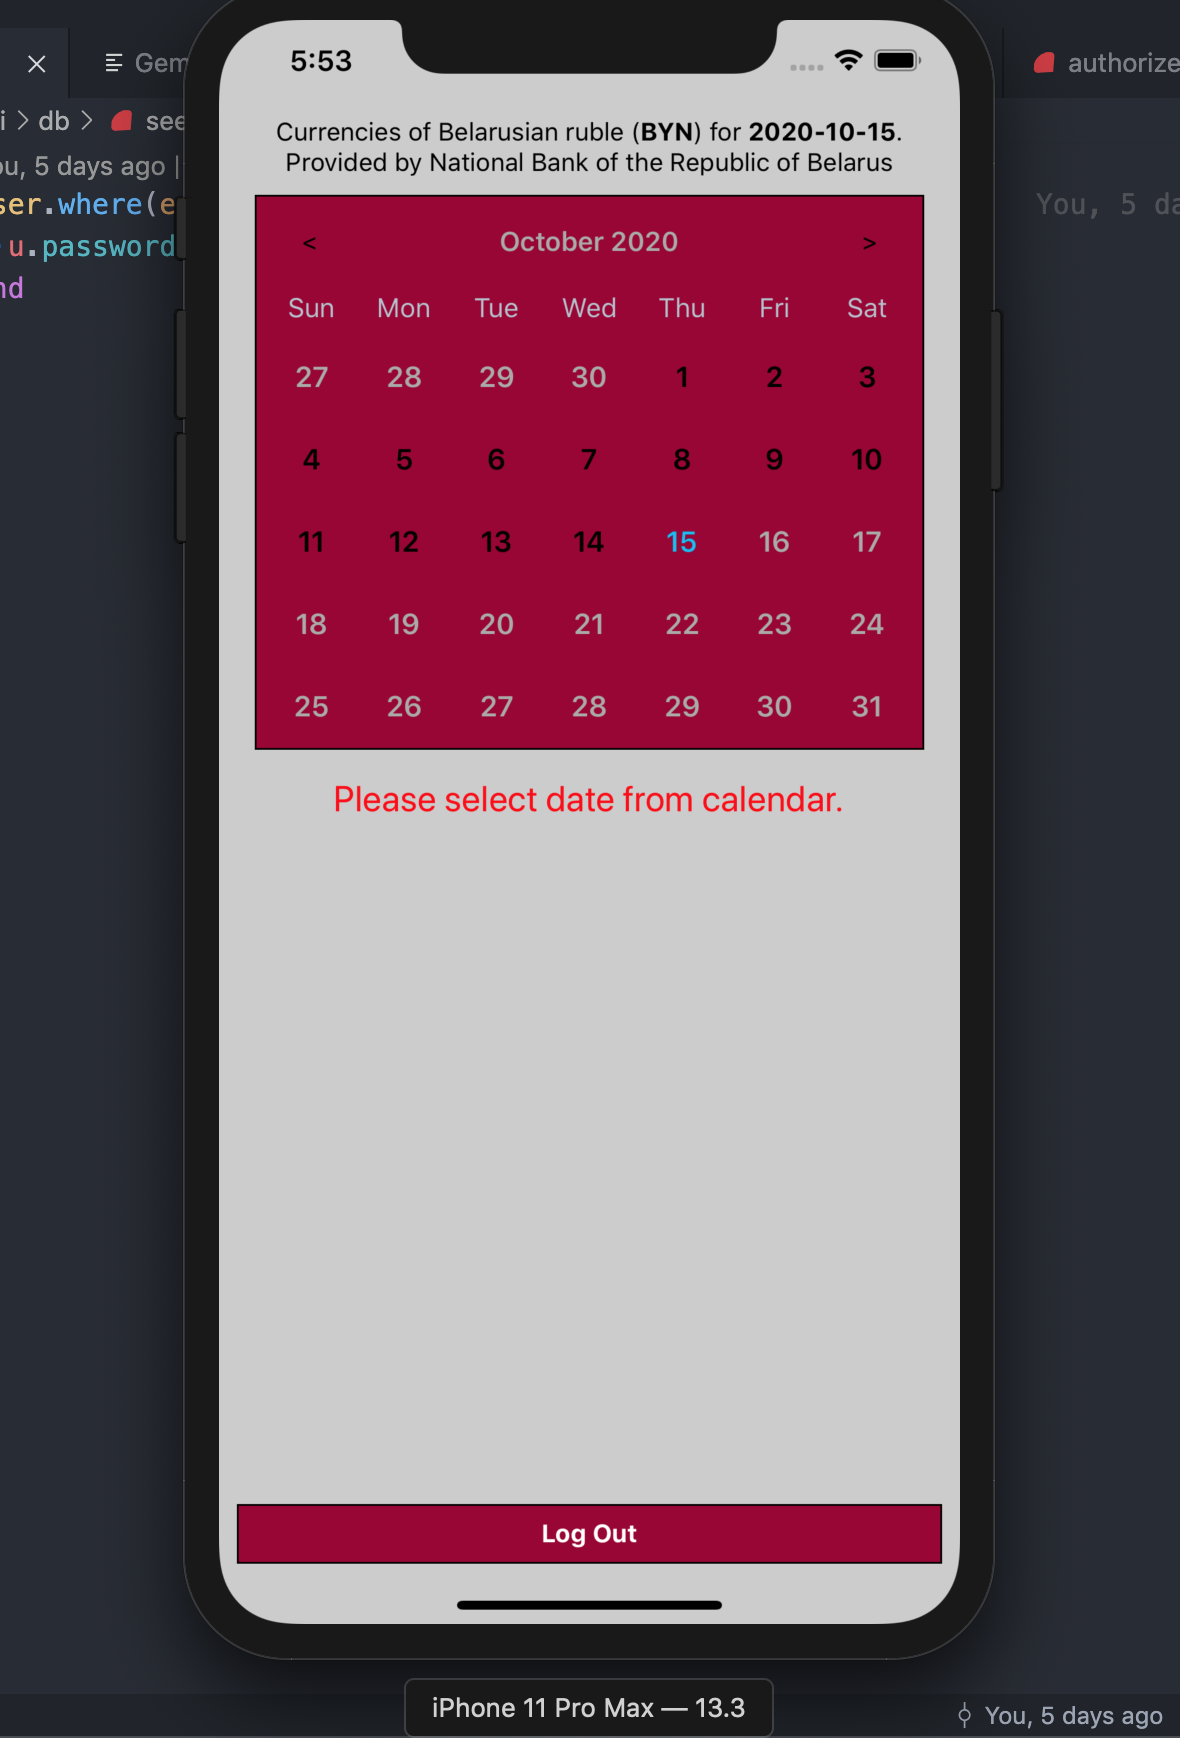 5:53
Gem
authorize
i > db > see
ou, 5 days ago |
ser.where(e
u.password
nd
You, 5 da
Currencies of Belarusian ruble (BYN) for 2020-10-15.
Provided by National Bank of the Republic of Belarus
< October 2020 >
Sun Mon Tue Wed Thu Fri Sat
27 28 29 30 1 2 3
4 5 6 7 8 9 10
11 12 13 14 15 16 17
18 19 20 21 22 23 24
25 26 27 28 29 30 31
Please select date from calendar.
Log Out
iPhone 11 Pro Max — 13.3
You, 5 days ago